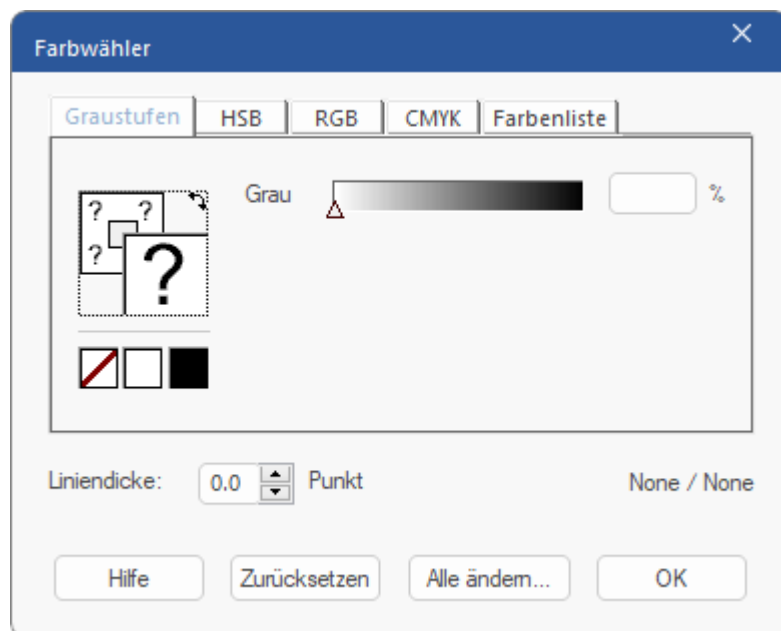 Farbwähler
Graustufen HSB RGB CMYK Farbenliste
Grau %
? ?
?
?
Liniendicke: 0.0 Punkt None / None
Hilfe Zurücksetzen Alle ändern... OK